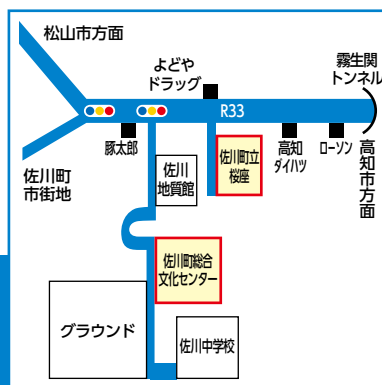 松山市方面
よどや
ドラッグ
霧生関
トンネル
R33
豚太郎
佐川町
市街地
佐川
地質館
佐川町立
桜座
高知
ダイハツ
ローソン
高知市方面
佐川町総合
文化センター
グラウンド
佐川中学校